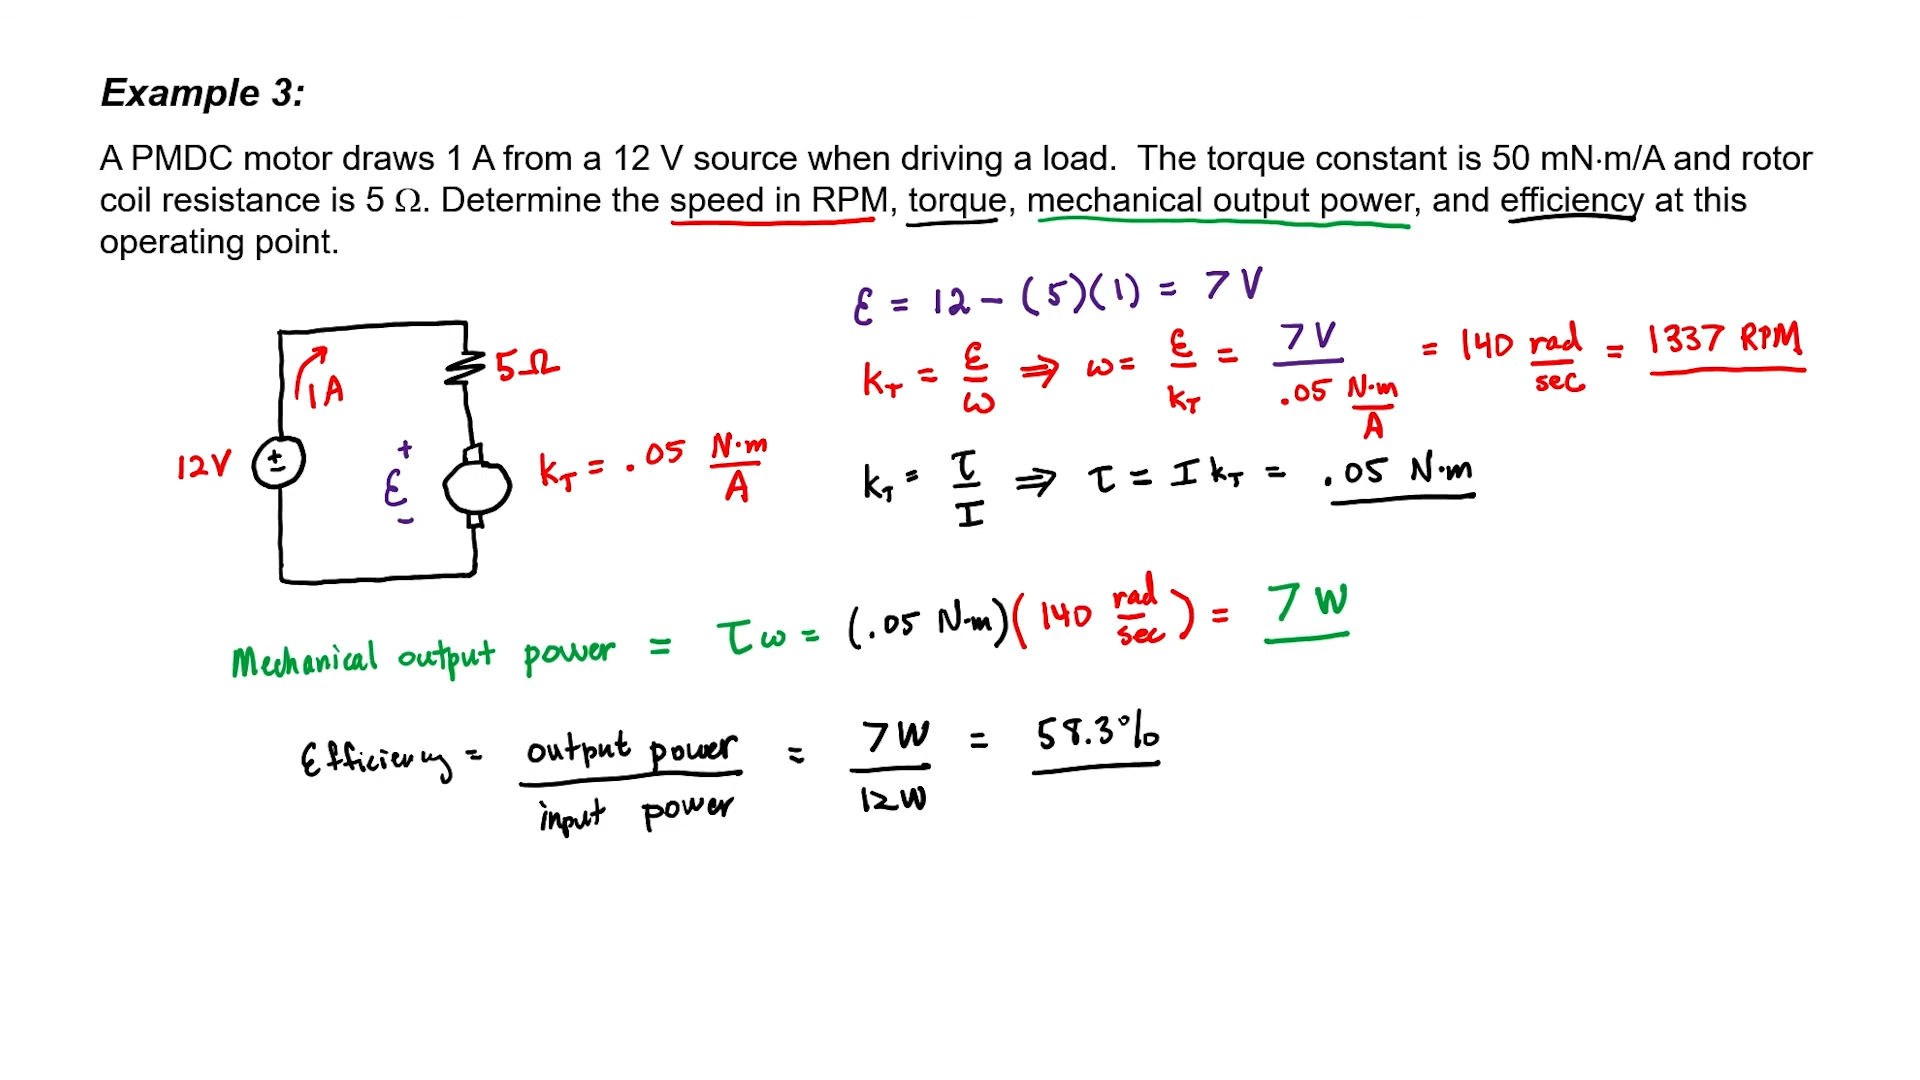 Example 3:
A PMDC motor draws 1 A from a 12 V source when driving a load. The torque constant is 50 mN·m/A and rotor
coil resistance is 5 Ω. Determine the speed in RPM, torque, mechanical output power, and efficiency at this
operating point.
ℰ = 12 - (5)(1) = 7 V
1A
5Ω
12V
±
+
ℰ
-
k_T = .05 N·m/A
k_T = ℰ/ω ⇒ ω = ℰ/k_T = 7 V/.05 N·m/A = 140 rad/sec = 1337 RPM
k_T = τ/I ⇒ τ = I k_T = .05 N·m
Mechanical output power = τω = (.05 N·m)(140 rad/sec) = 7 W
Efficiency = output power/input power = 7W/12W = 58.3%